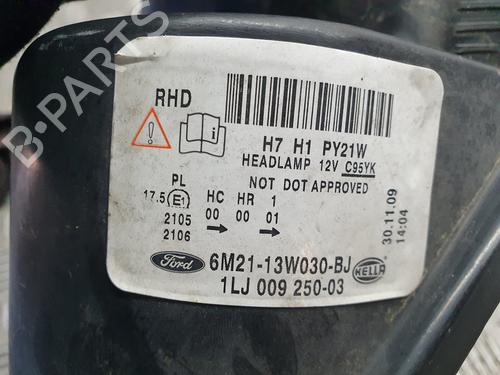 B-PARTS
RHD
H7 H1 PY21W
HEADLAMP 12V C95YK
NOT DOT APPROVED
PL
17.5 E1 HC HR 1
2105 00 00 01
2106
30.11.09
14:04
Ford 6M21-13W030-BJ HELLA
1LJ 009 250-03